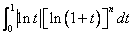 ∫₀¹|ln t|[ln(1+t)]ⁿ dt